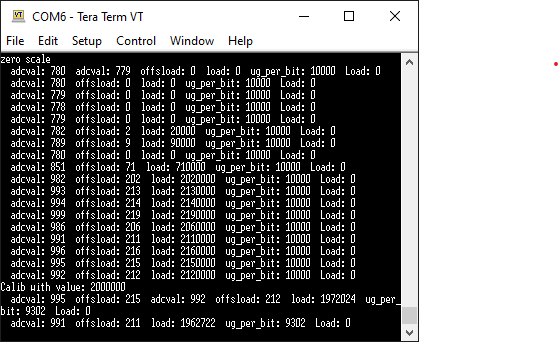 COM6 - Tera Term VT
File Edit Setup Control Window Help
zero scale
adcval: 780 adcval: 779 offsload: 0 load: 0 ug_per_bit: 10000 Load: 0
adcval: 780 offsload: 0 load: 0 ug_per_bit: 10000 Load: 0
adcval: 779 offsload: 0 load: 0 ug_per_bit: 10000 Load: 0
adcval: 778 offsload: 0 load: 0 ug_per_bit: 10000 Load: 0
adcval: 779 offsload: 0 load: 0 ug_per_bit: 10000 Load: 0
adcval: 782 offsload: 2 load: 20000 ug_per_bit: 10000 Load: 0
adcval: 789 offsload: 9 load: 90000 ug_per_bit: 10000 Load: 0
adcval: 780 offsload: 0 load: 0 ug_per_bit: 10000 Load: 0
adcval: 851 offsload: 71 load: 710000 ug_per_bit: 10000 Load: 0
adcval: 982 offsload: 202 load: 2020000 ug_per_bit: 10000 Load: 0
adcval: 993 offsload: 213 load: 2130000 ug_per_bit: 10000 Load: 0
adcval: 994 offsload: 214 load: 2140000 ug_per_bit: 10000 Load: 0
adcval: 999 offsload: 219 load: 2190000 ug_per_bit: 10000 Load: 0
adcval: 986 offsload: 206 load: 2060000 ug_per_bit: 10000 Load: 0
adcval: 991 offsload: 211 load: 2110000 ug_per_bit: 10000 Load: 0
adcval: 996 offsload: 216 load: 2160000 ug_per_bit: 10000 Load: 0
adcval: 995 offsload: 215 load: 2150000 ug_per_bit: 10000 Load: 0
adcval: 992 offsload: 212 load: 2120000 ug_per_bit: 10000 Load: 0
Calib with value: 2000000
adcval: 995 offsload: 215 adcval: 992 offsload: 212 load: 1972024 ug_per_
bit: 9302 Load: 0
adcval: 991 offsload: 211 load: 1962722 ug_per_bit: 9302 Load: 0